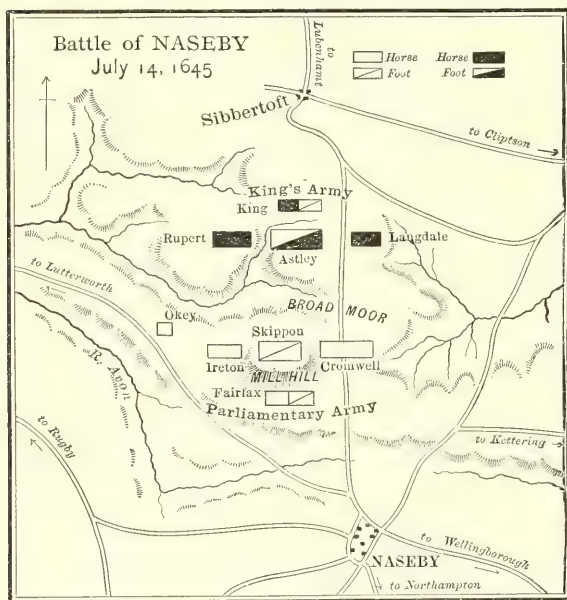 Battle of NASEBY
July 14, 1645
to Lubenhamt
Horse Horse
Foot Foot
Sibbertoft
to Cliptson
King's Army
King
Rupert
Langdale
Astley
to Lutterworth
BROAD MOOR
Okey
Skippon
Ireton
Cromwell
MILL HILL
R. Avon
Fairfax
Parliamentary Army
to Rugby
to Kettering
to Wellingborough
NASEBY
to Northampton